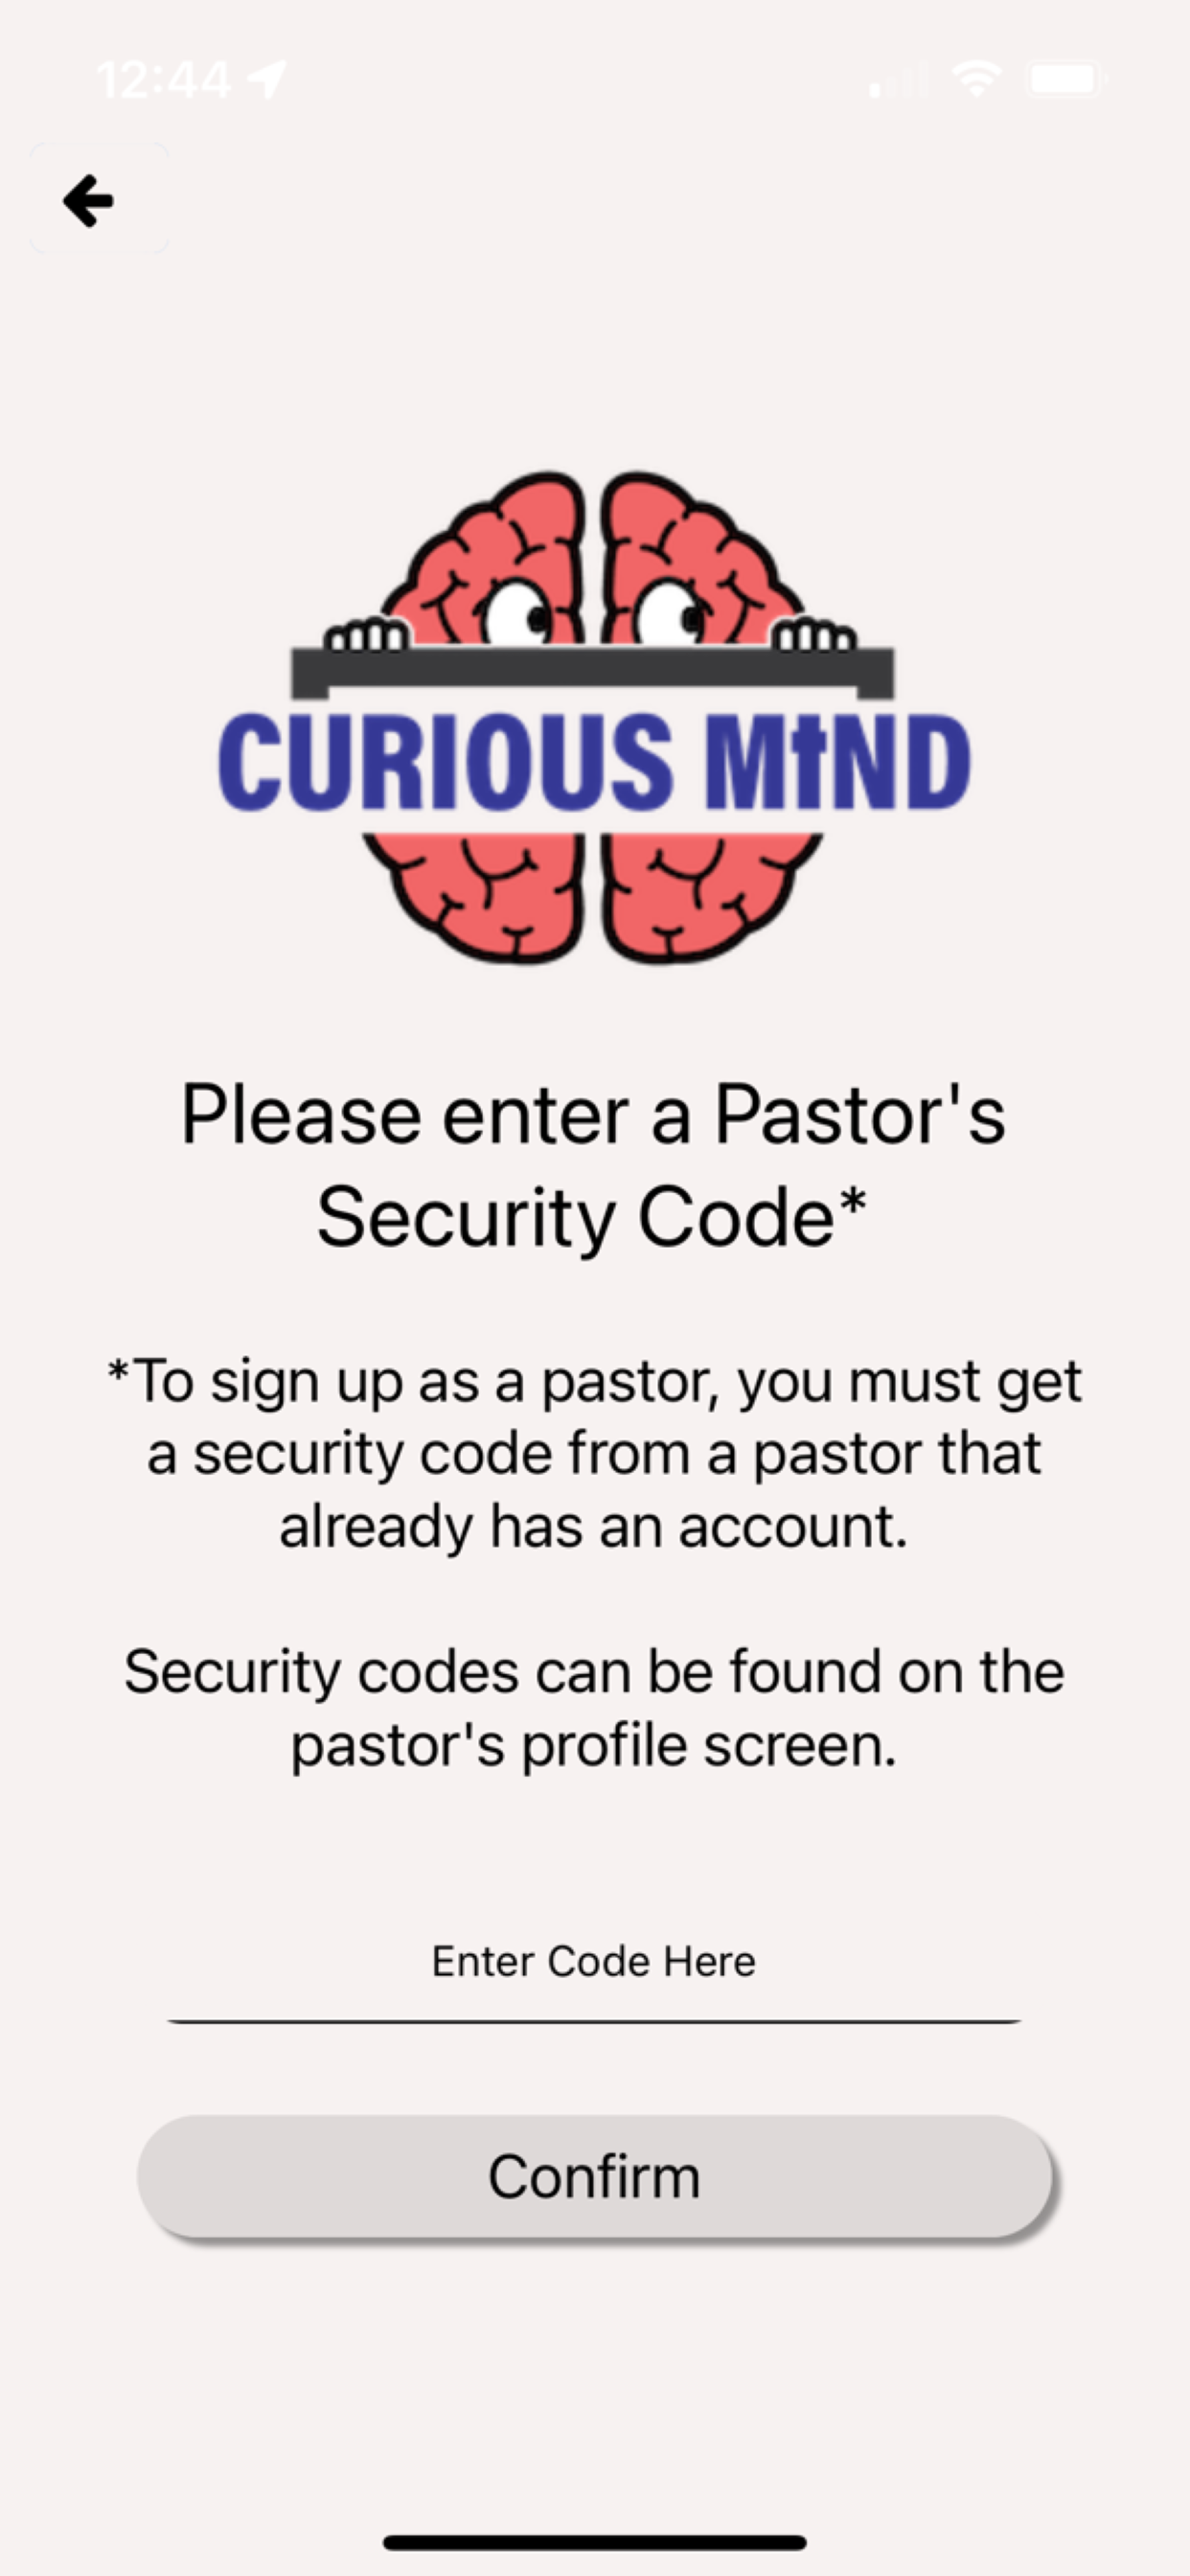 12:44
CURIOUS M†ND
Please enter a Pastor's
Security Code*
*To sign up as a pastor, you must get
a security code from a pastor that
already has an account.
Security codes can be found on the
pastor's profile screen.
Enter Code Here
Confirm